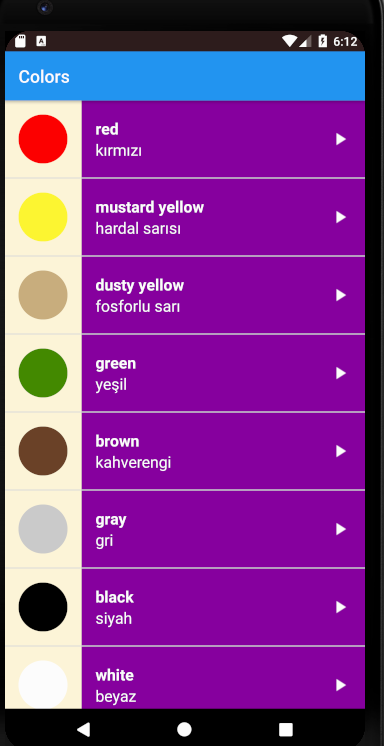 6:12
Colors
red
kırmızı
mustard yellow
hardal sarısı
dusty yellow
fosforlu sarı
green
yeşil
brown
kahverengi
gray
gri
black
siyah
white
beyaz